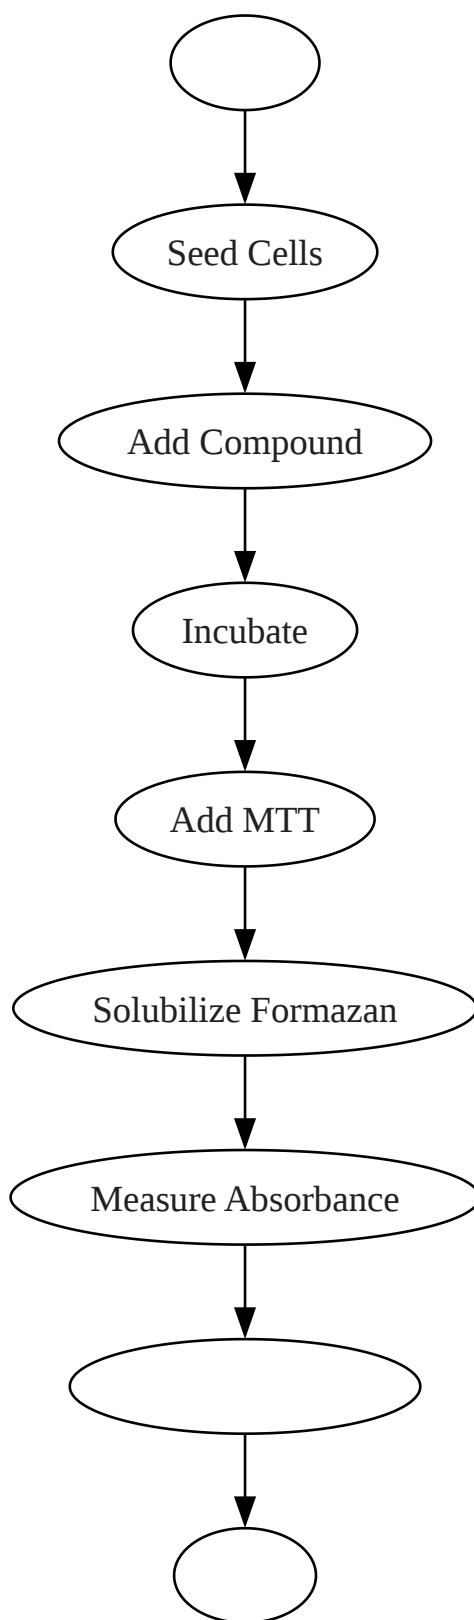 Seed Cells
Add Compound
Incubate
Add MTT
Solubilize Formazan
Measure Absorbance